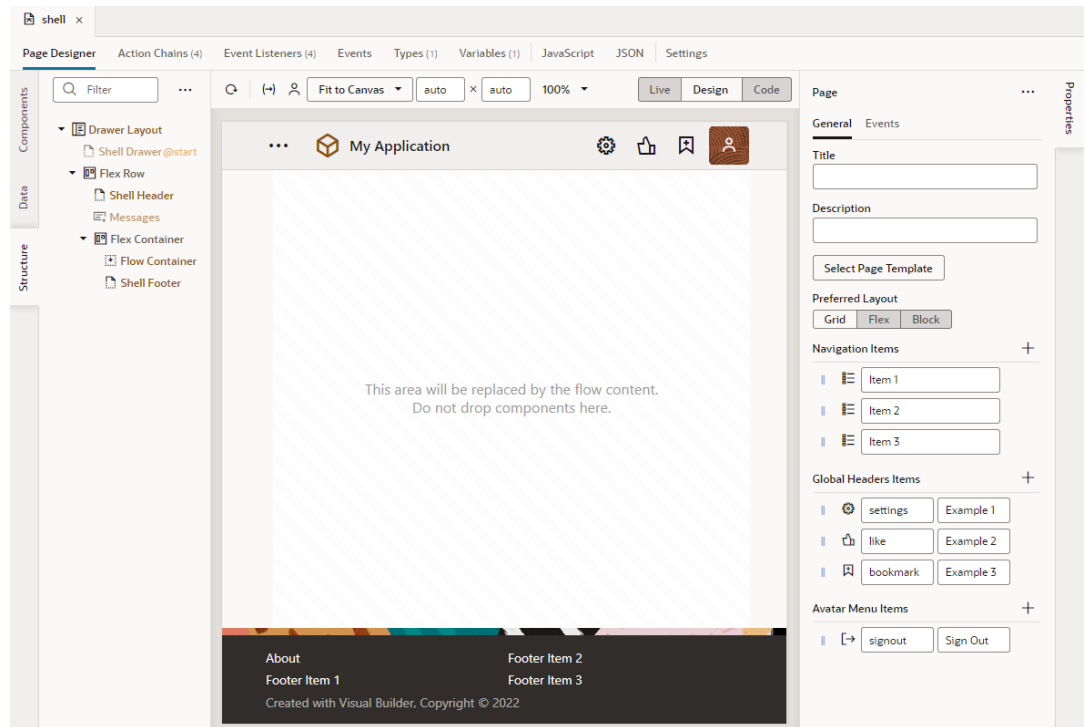 shell ×
Page Designer Action Chains (4) Event Listeners (4) Events Types (1) Variables (1) JavaScript JSON Settings
Components
Data
Structure
Filter ...
Drawer Layout
Shell Drawer @start
Flex Row
Shell Header
Messages
Flex Container
Flow Container
Shell Footer
Fit to Canvas auto × auto 100% Live Design Code
... My Application
This area will be replaced by the flow content.
Do not drop components here.
About Footer Item 2
Footer Item 1 Footer Item 3
Created with Visual Builder, Copyright © 2022
Page ...
General Events
Title
Description
Select Page Template
Preferred Layout
Grid Flex Block
Navigation Items +
Item 1
Item 2
Item 3
Global Headers Items +
settings Example 1
like Example 2
bookmark Example 3
Avatar Menu Items +
signout Sign Out
Properties